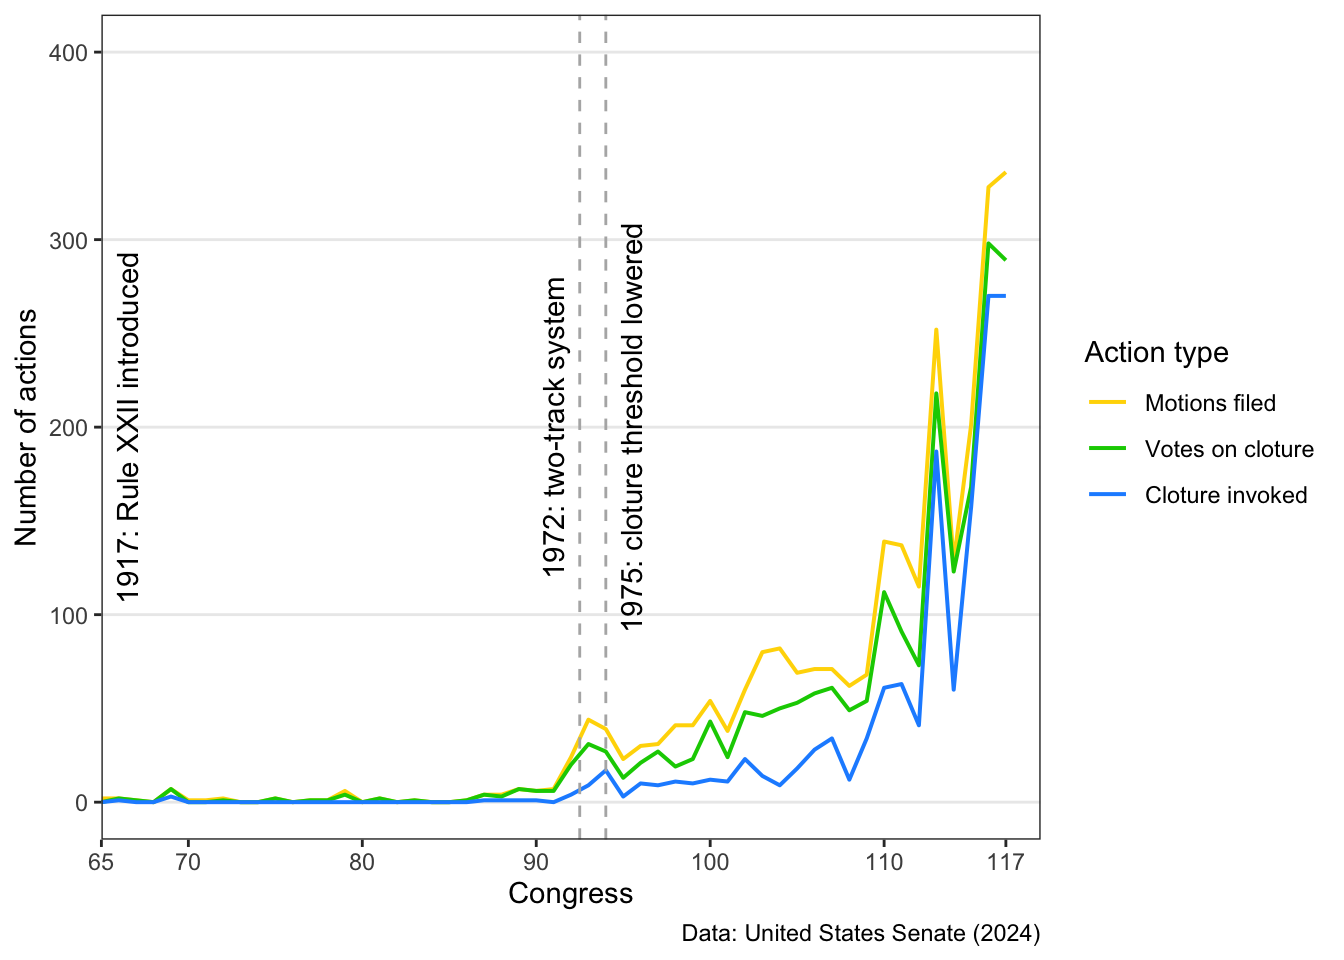 400
300
200
100
0
Number of actions
1917: Rule XXII introduced
1972: two-track system
1975: cloture threshold lowered
65 70 80 90 100 110 117
Congress
Action type
Motions filed
Votes on cloture
Cloture invoked
Data: United States Senate (2024)